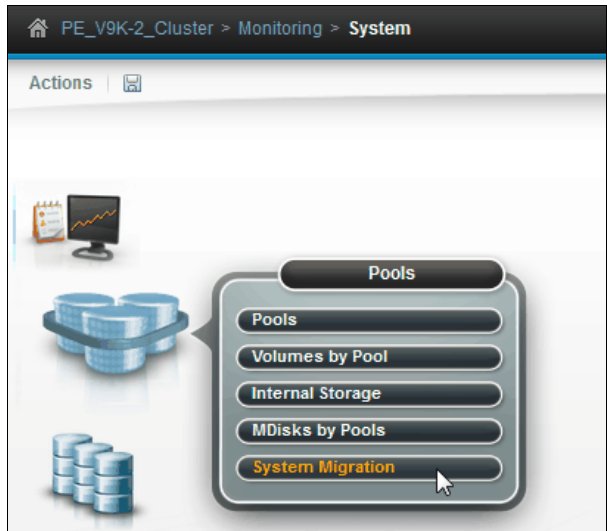 PE_V9K-2_Cluster > Monitoring > System
Actions
Pools
Pools
Volumes by Pool
Internal Storage
MDisks by Pools
System Migration